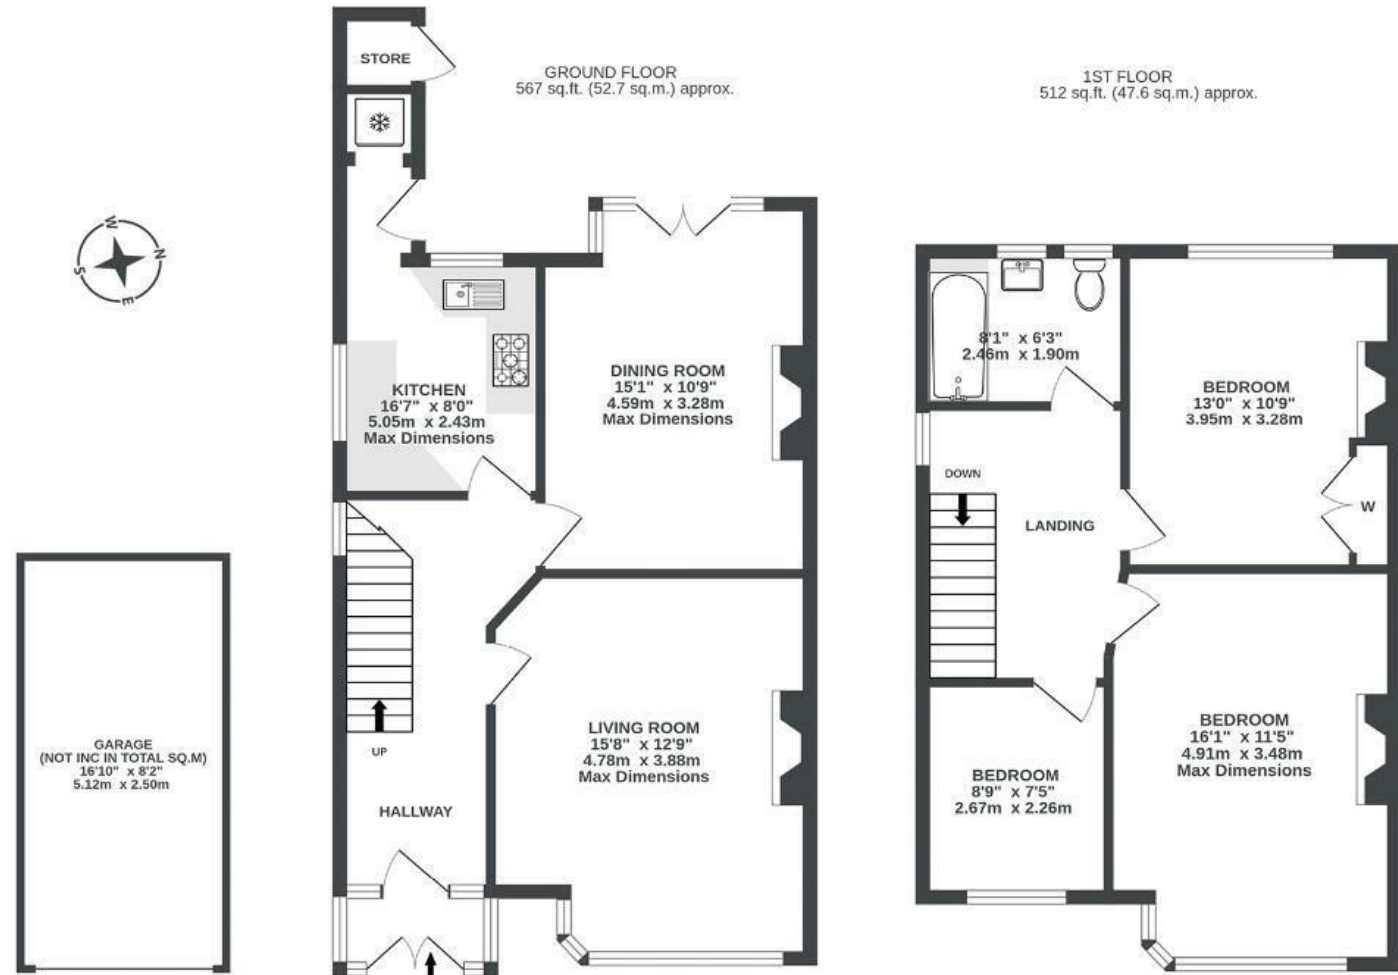 STORE
GROUND FLOOR
567 sq.ft. (52.7 sq.m.) approx.
1ST FLOOR
512 sq.ft. (47.6 sq.m.) approx.
W
N
S
E
KITCHEN
16'7" x 8'0"
5.05m x 2.43m
Max Dimensions
DINING ROOM
15'1" x 10'9"
4.59m x 3.28m
Max Dimensions
8'1" x 6'3"
2.46m x 1.90m
BEDROOM
13'0" x 10'9"
3.95m x 3.28m
DOWN
LANDING
W
GARAGE
(NOT INC IN TOTAL SQ.M)
16'10" x 8'2"
5.12m x 2.50m
UP
HALLWAY
LIVING ROOM
15'8" x 12'9"
4.78m x 3.88m
Max Dimensions
BEDROOM
8'9" x 7'5"
2.67m x 2.26m
BEDROOM
16'1" x 11'5"
4.91m x 3.48m
Max Dimensions